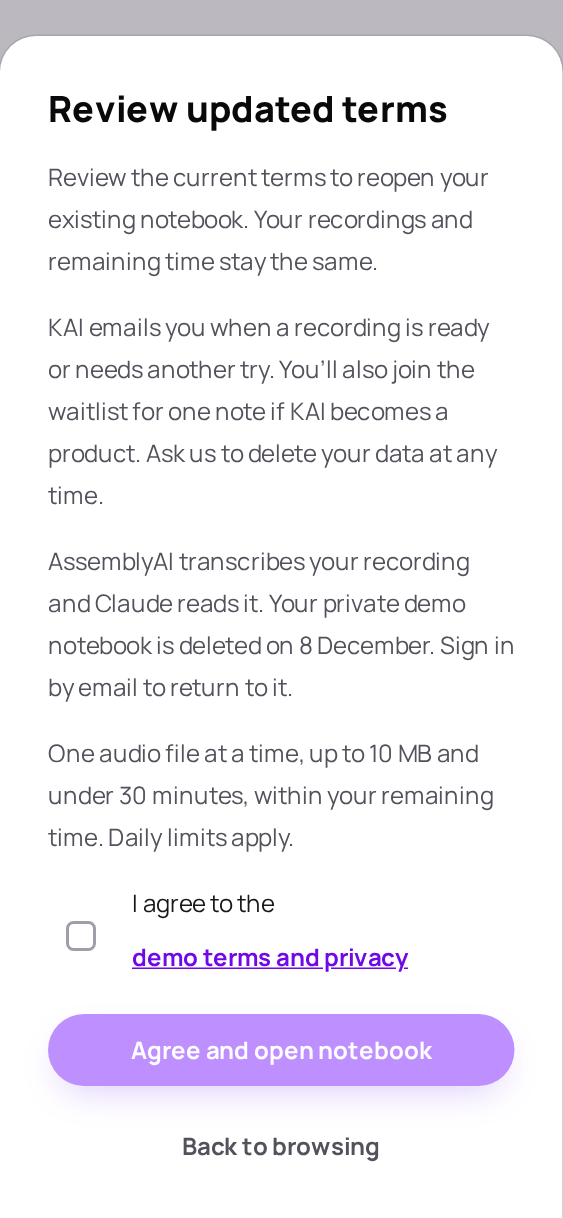 Review updated terms
Review the current terms to reopen your
existing notebook. Your recordings and
remaining time stay the same.
KAI emails you when a recording is ready
or needs another try. You’ll also join the
waitlist for one note if KAI becomes a
product. Ask us to delete your data at any
time.
AssemblyAI transcribes your recording
and Claude reads it. Your private demo
notebook is deleted on 8 December. Sign in
by email to return to it.
One audio file at a time, up to 10 MB and
under 30 minutes, within your remaining
time. Daily limits apply.
I agree to the
demo terms and privacy
Agree and open notebook
Back to browsing